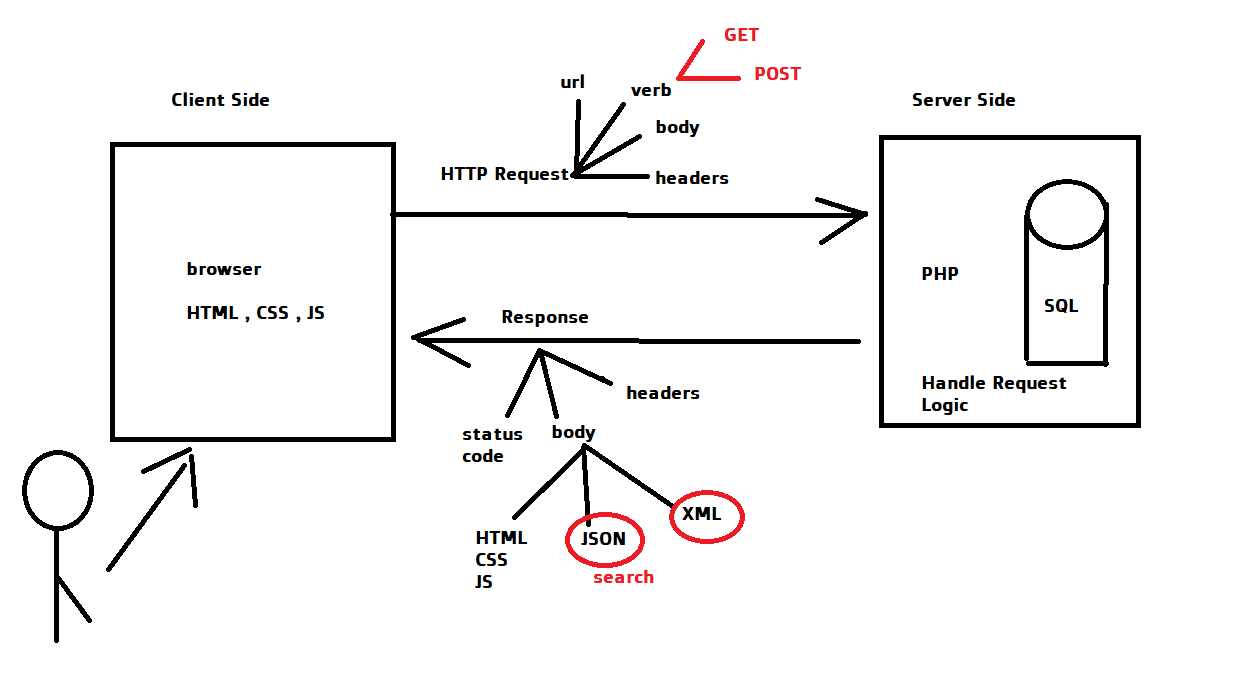 GET
POST
url
verb
Client Side
Server Side
body
HTTP Request
headers
browser
PHP
HTML , CSS , JS
SQL
Response
Handle Request
Logic
headers
status
code
body
XML
HTML
CSS
JS
JSON
search